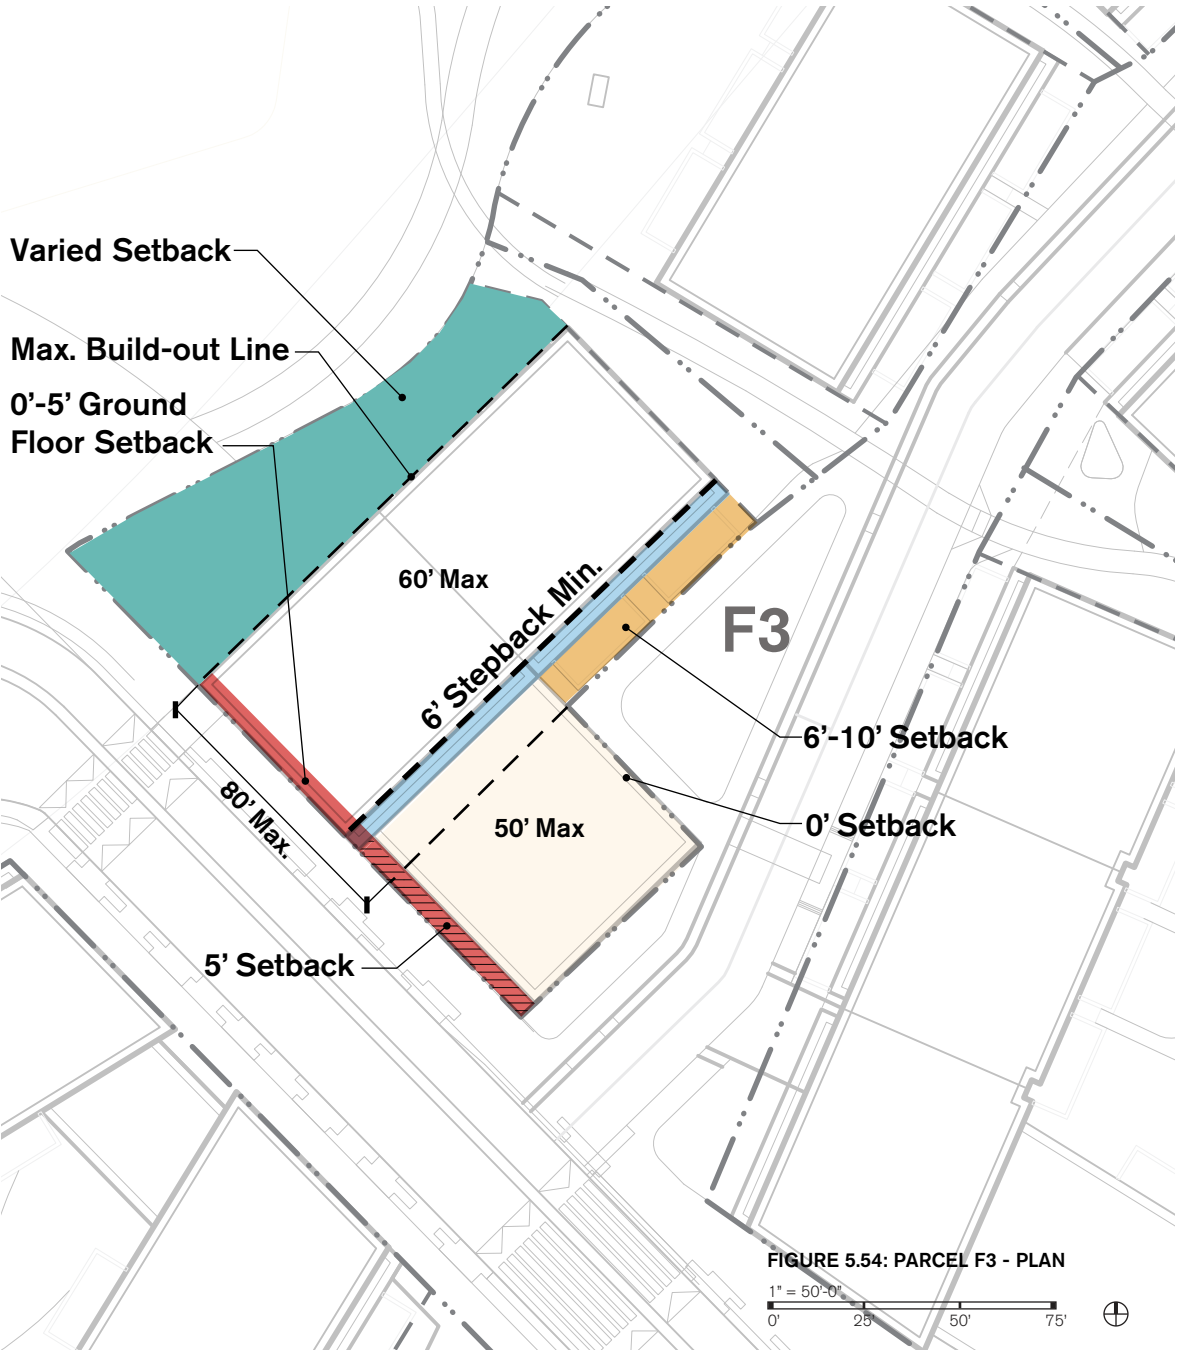 Varied Setback
Max. Build-out Line
0'-5' Ground
Floor Setback
60' Max
6' Stepback Min.
F3
6'-10' Setback
80' Max.
50' Max
0' Setback
5' Setback
FIGURE 5.54: PARCEL F3 - PLAN
1" = 50'-0"
0' 25' 50' 75'